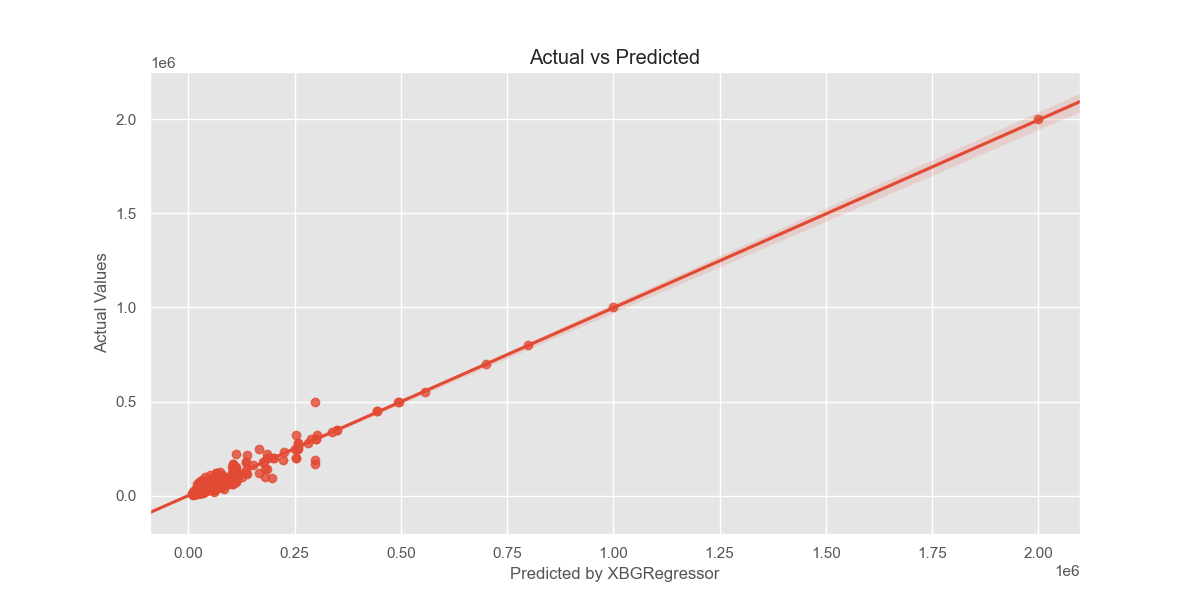 Actual vs Predicted
1e6
2.0
1.5
1.0
0.5
0.0
Actual Values
0.00 0.25 0.50 0.75 1.00 1.25 1.50 1.75 2.00
1e6
Predicted by XBGRegressor